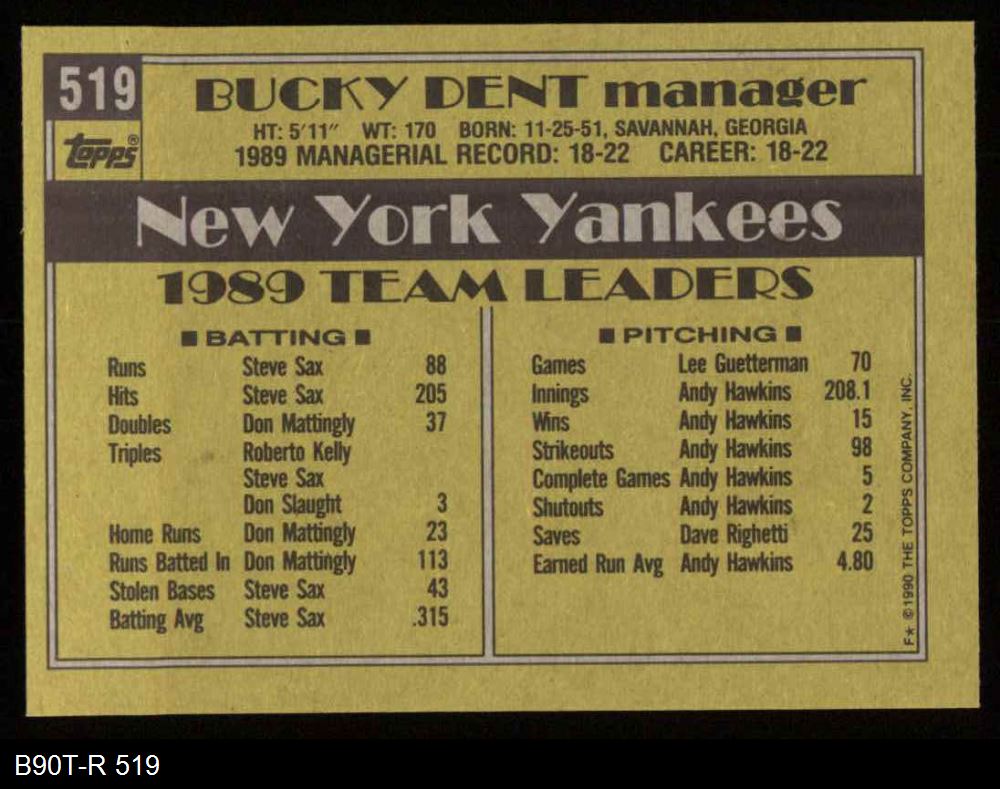 519
topps®
BUCKY DENT manager
HT: 5'11" WT: 170 BORN: 11-25-51, SAVANNAH, GEORGIA
1989 MANAGERIAL RECORD: 18-22 CAREER: 18-22
New York Yankees
1989 TEAM LEADERS
■ BATTING ■
Runs Steve Sax 88
Hits Steve Sax 205
Doubles Don Mattingly 37
Triples Roberto Kelly
Steve Sax
Don Slaught 3
Home Runs Don Mattingly 23
Runs Batted In Don Mattingly 113
Stolen Bases Steve Sax 43
Batting Avg Steve Sax .315
■ PITCHING ■
Games Lee Guetterman 70
Innings Andy Hawkins 208.1
Wins Andy Hawkins 15
Strikeouts Andy Hawkins 98
Complete Games Andy Hawkins 5
Shutouts Andy Hawkins 2
Saves Dave Righetti 25
Earned Run Avg Andy Hawkins 4.80
F* © 1990 THE TOPPS COMPANY, INC.
B90T-R 519